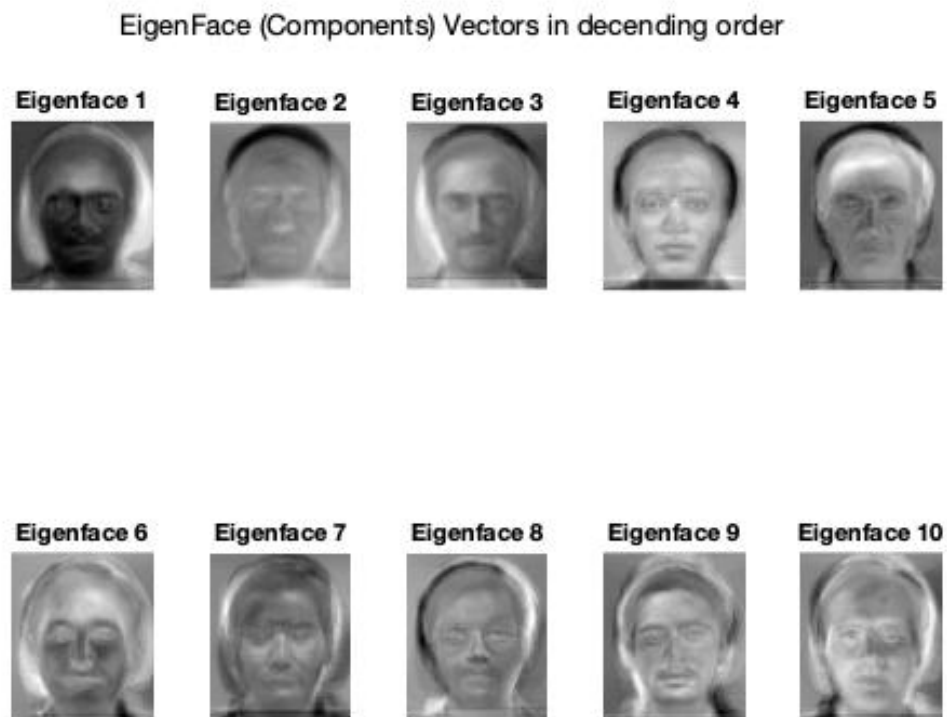 EigenFace (Components) Vectors in decending order
Eigenface 1 Eigenface 2 Eigenface 3 Eigenface 4 Eigenface 5
Eigenface 6 Eigenface 7 Eigenface 8 Eigenface 9 Eigenface 10